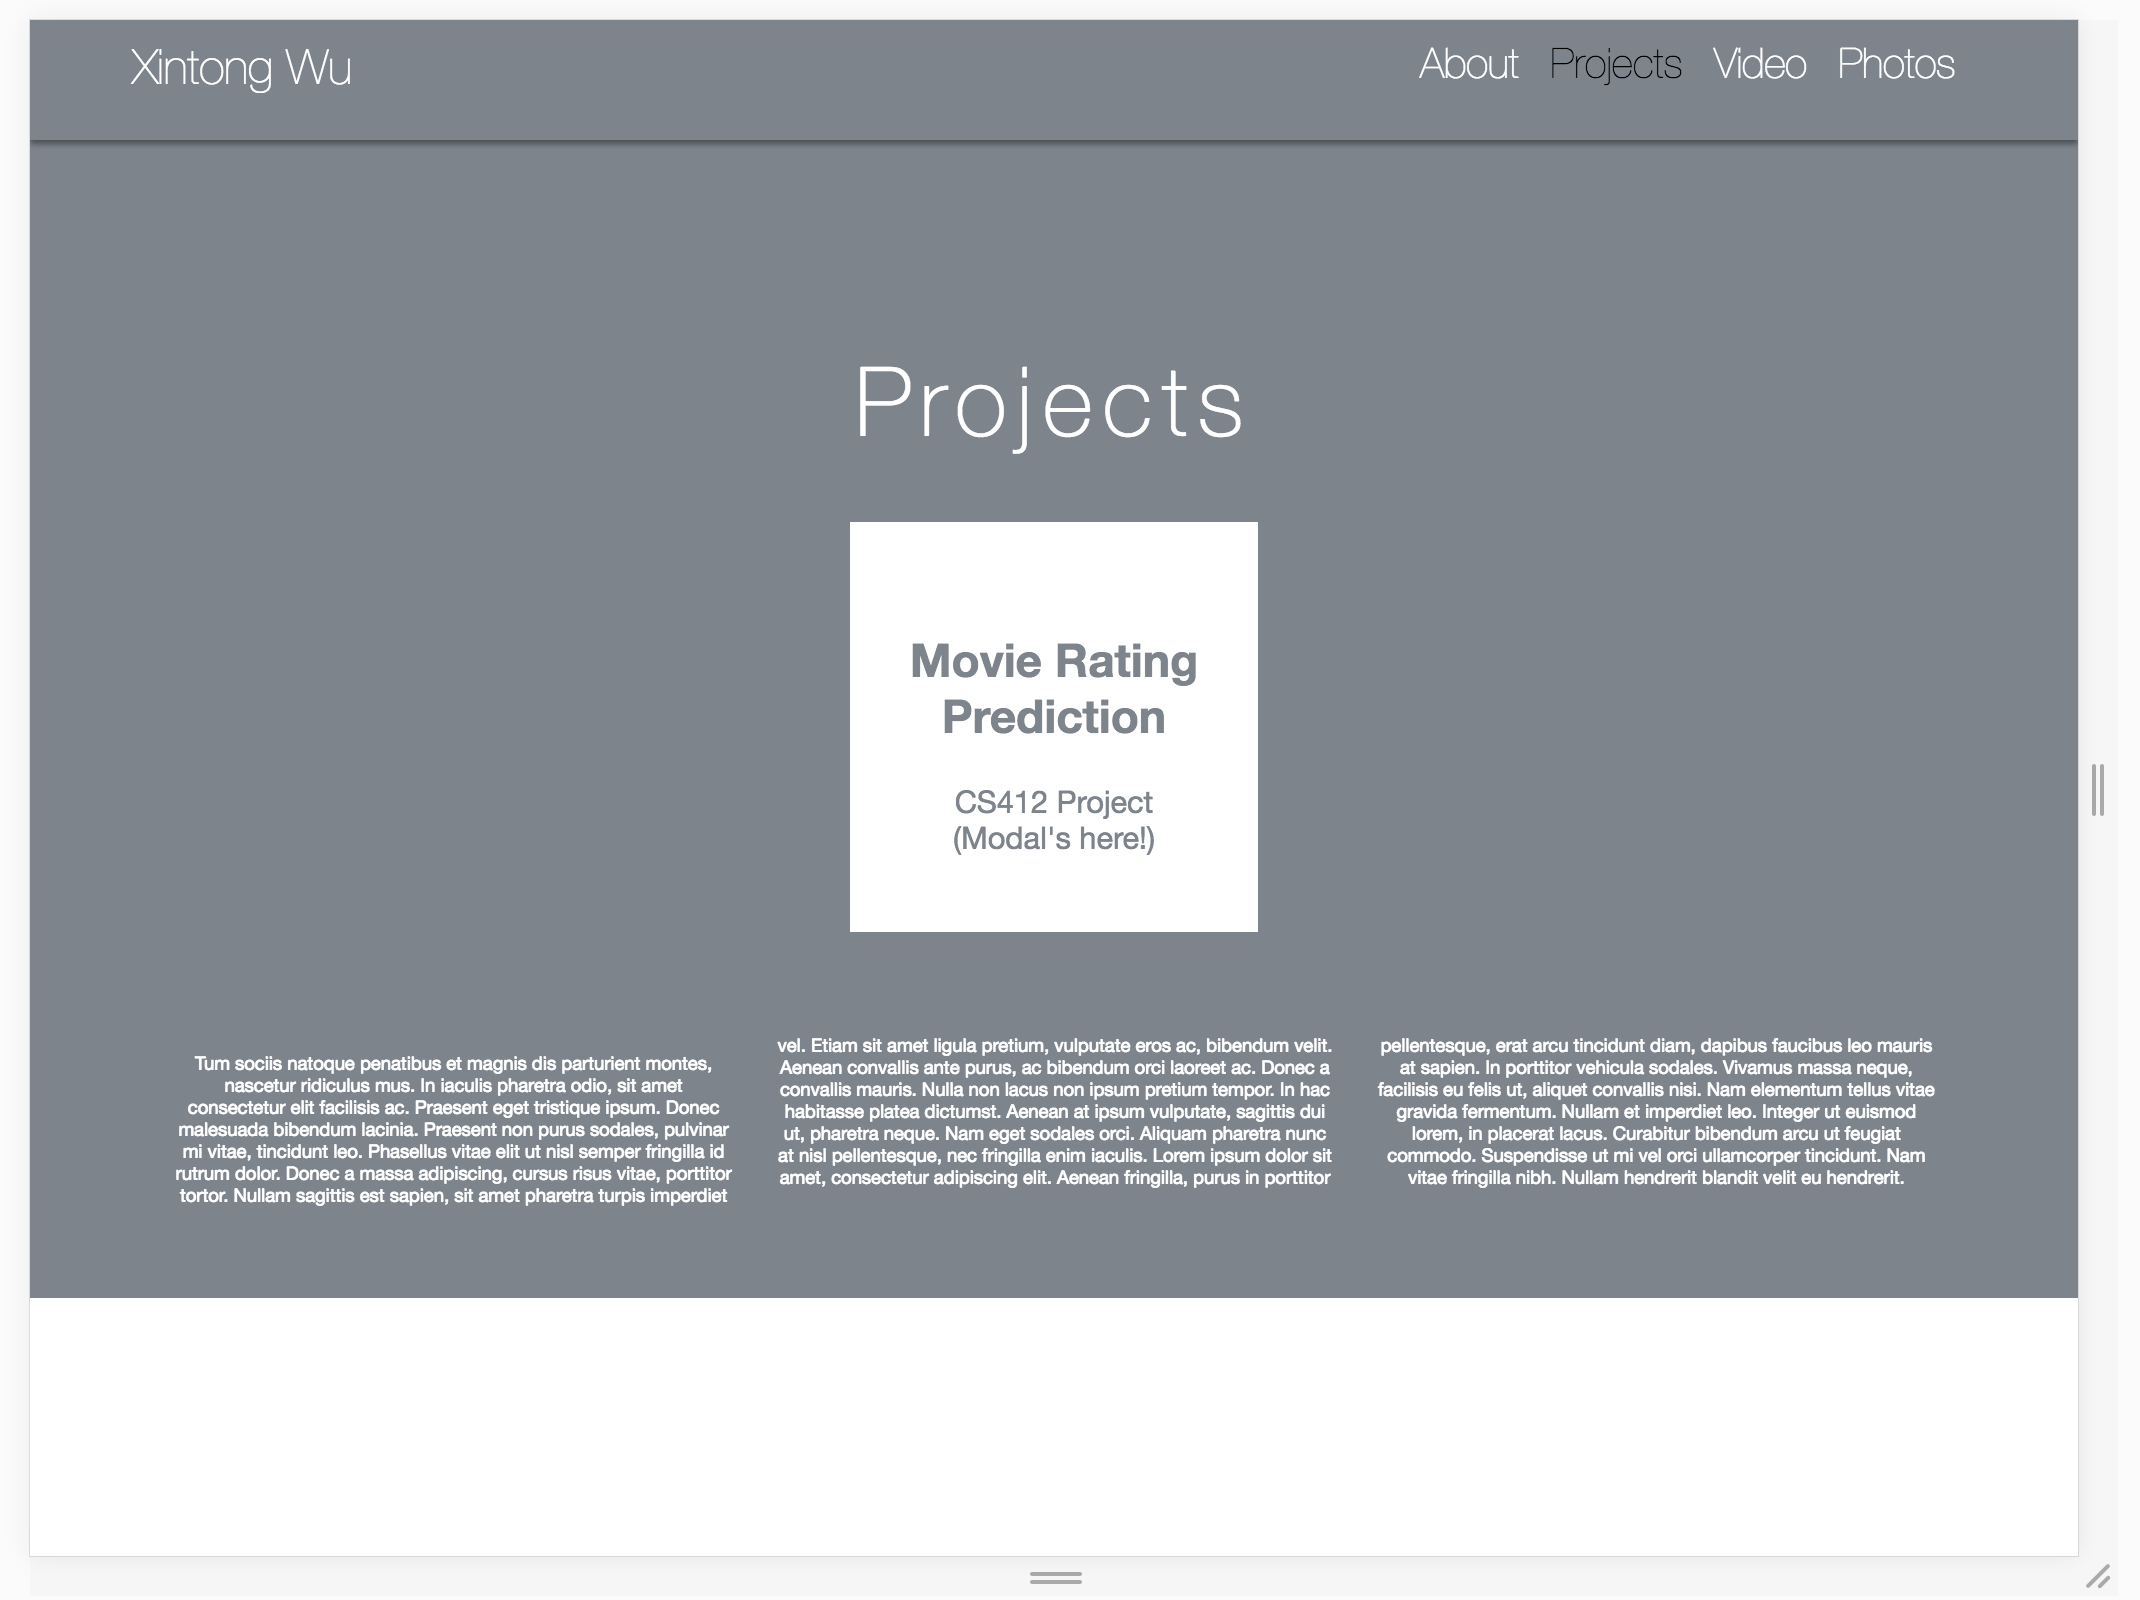 Xintong Wu
About Projects Video Photos
Projects
Movie Rating
Prediction
CS412 Project
(Modal's here!)
Tum sociis natoque penatibus et magnis dis parturient montes,
nascetur ridiculus mus. In iaculis pharetra odio, sit amet
consectetur elit facilisis ac. Praesent eget tristique ipsum. Donec
malesuada bibendum lacinia. Praesent non purus sodales, pulvinar
mi vitae, tincidunt leo. Phasellus vitae elit ut nisl semper fringilla id
rutrum dolor. Donec a massa adipiscing, cursus risus vitae, porttitor
tortor. Nullam sagittis est sapien, sit amet pharetra turpis imperdiet
vel. Etiam sit amet ligula pretium, vulputate eros ac, bibendum velit.
Aenean convallis ante purus, ac bibendum orci laoreet ac. Donec a
convallis mauris. Nulla non lacus non ipsum pretium tempor. In hac
habitasse platea dictumst. Aenean at ipsum vulputate, sagittis dui
ut, pharetra neque. Nam eget sodales orci. Aliquam pharetra nunc
at nisl pellentesque, nec fringilla enim iaculis. Lorem ipsum dolor sit
amet, consectetur adipiscing elit. Aenean fringilla, purus in porttitor
pellentesque, erat arcu tincidunt diam, dapibus faucibus leo mauris
at sapien. In porttitor vehicula sodales. Vivamus massa neque,
facilisis eu felis ut, aliquet convallis nisi. Nam elementum tellus vitae
gravida fermentum. Nullam et imperdiet leo. Integer ut euismod
lorem, in placerat lacus. Curabitur bibendum arcu ut feugiat
commodo. Suspendisse ut mi vel orci ullamcorper tincidunt. Nam
vitae fringilla nibh. Nullam hendrerit blandit velit eu hendrerit.